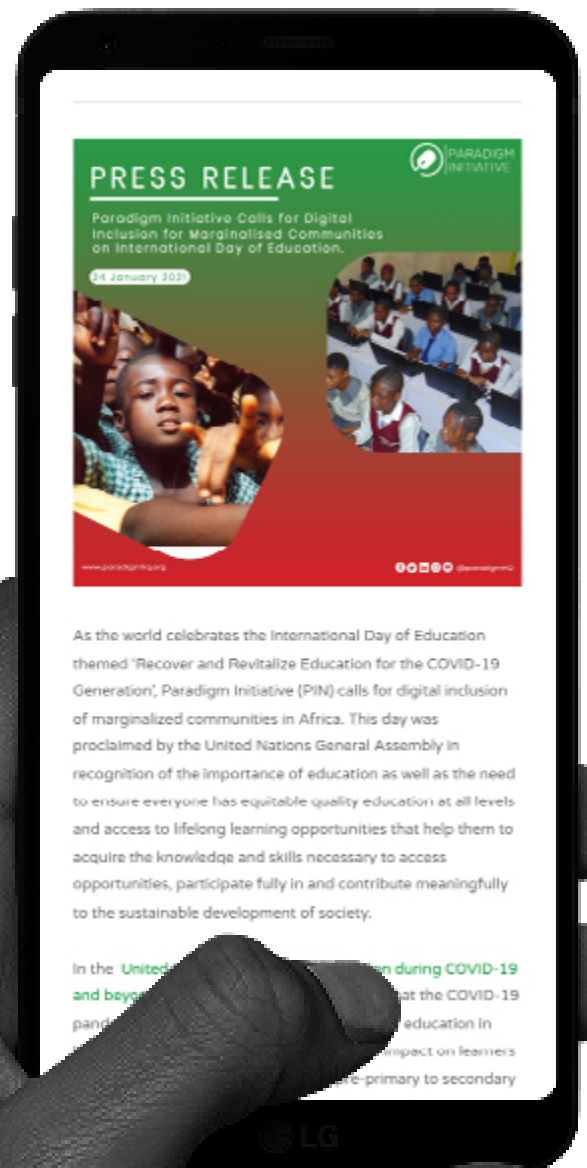 PARADIGM
INITIATIVE
PRESS RELEASE
Paradigm Initiative Calls for Digital
Inclusion for Marginalised Communities
on International Day of Education.
24 January 2021
www.paradigmhq.org
@paradigmHQ
As the world celebrates the International Day of Education
themed ‘Recover and Revitalize Education for the COVID-19
Generation’, Paradigm Initiative (PIN) calls for digital inclusion
of marginalized communities in Africa. This day was
proclaimed by the United Nations General Assembly in
recognition of the importance of education as well as the need
to ensure everyone has equitable quality education at all levels
and access to lifelong learning opportunities that help them to
acquire the knowledge and skills necessary to access
opportunities, participate fully in and contribute meaningfully
to the sustainable development of society.
In the United during COVID-19
and the COVID-19
education in
impact on learners
pre-primary to secondary
LG